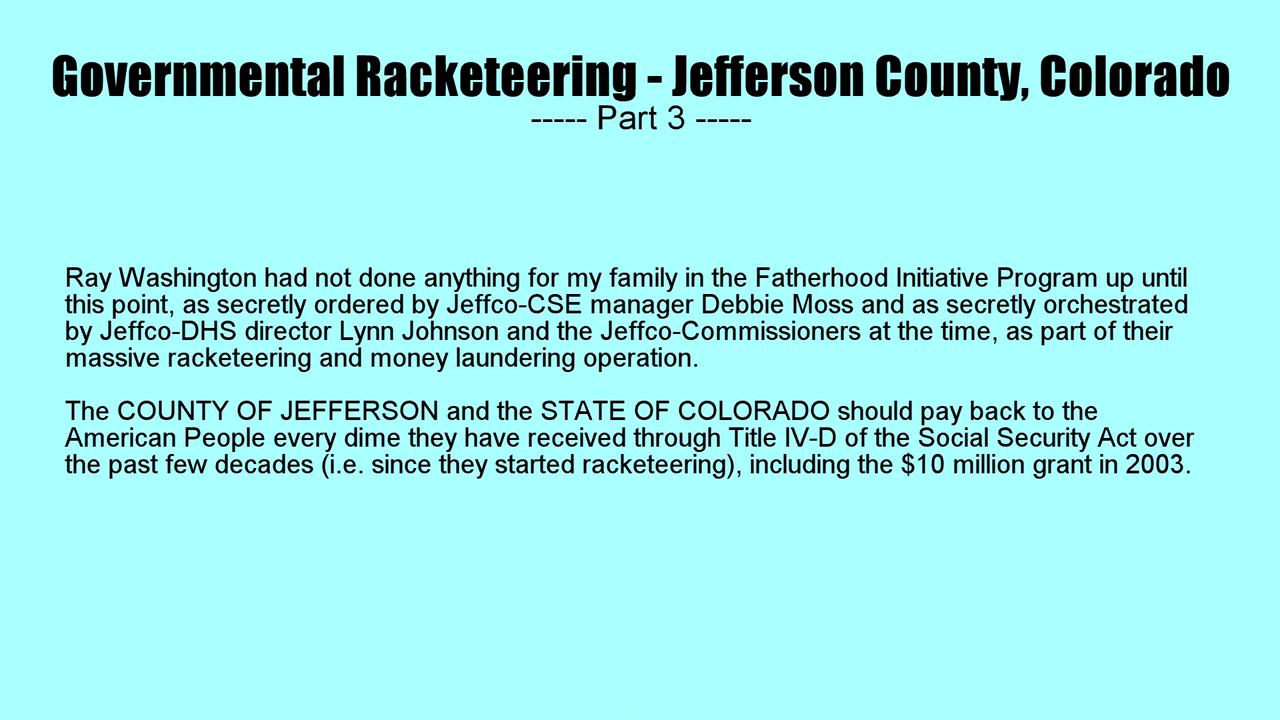 Governmental Racketeering - Jefferson County, Colorado
----- Part 3 -----
Ray Washington had not done anything for my family in the Fatherhood Initiative Program up until
this point, as secretly ordered by Jeffco-CSE manager Debbie Moss and as secretly orchestrated
by Jeffco-DHS director Lynn Johnson and the Jeffco-Commissioners at the time, as part of their
massive racketeering and money laundering operation.
The COUNTY OF JEFFERSON and the STATE OF COLORADO should pay back to the
American People every dime they have received through Title IV-D of the Social Security Act over
the past few decades (i.e. since they started racketeering), including the $10 million grant in 2003.